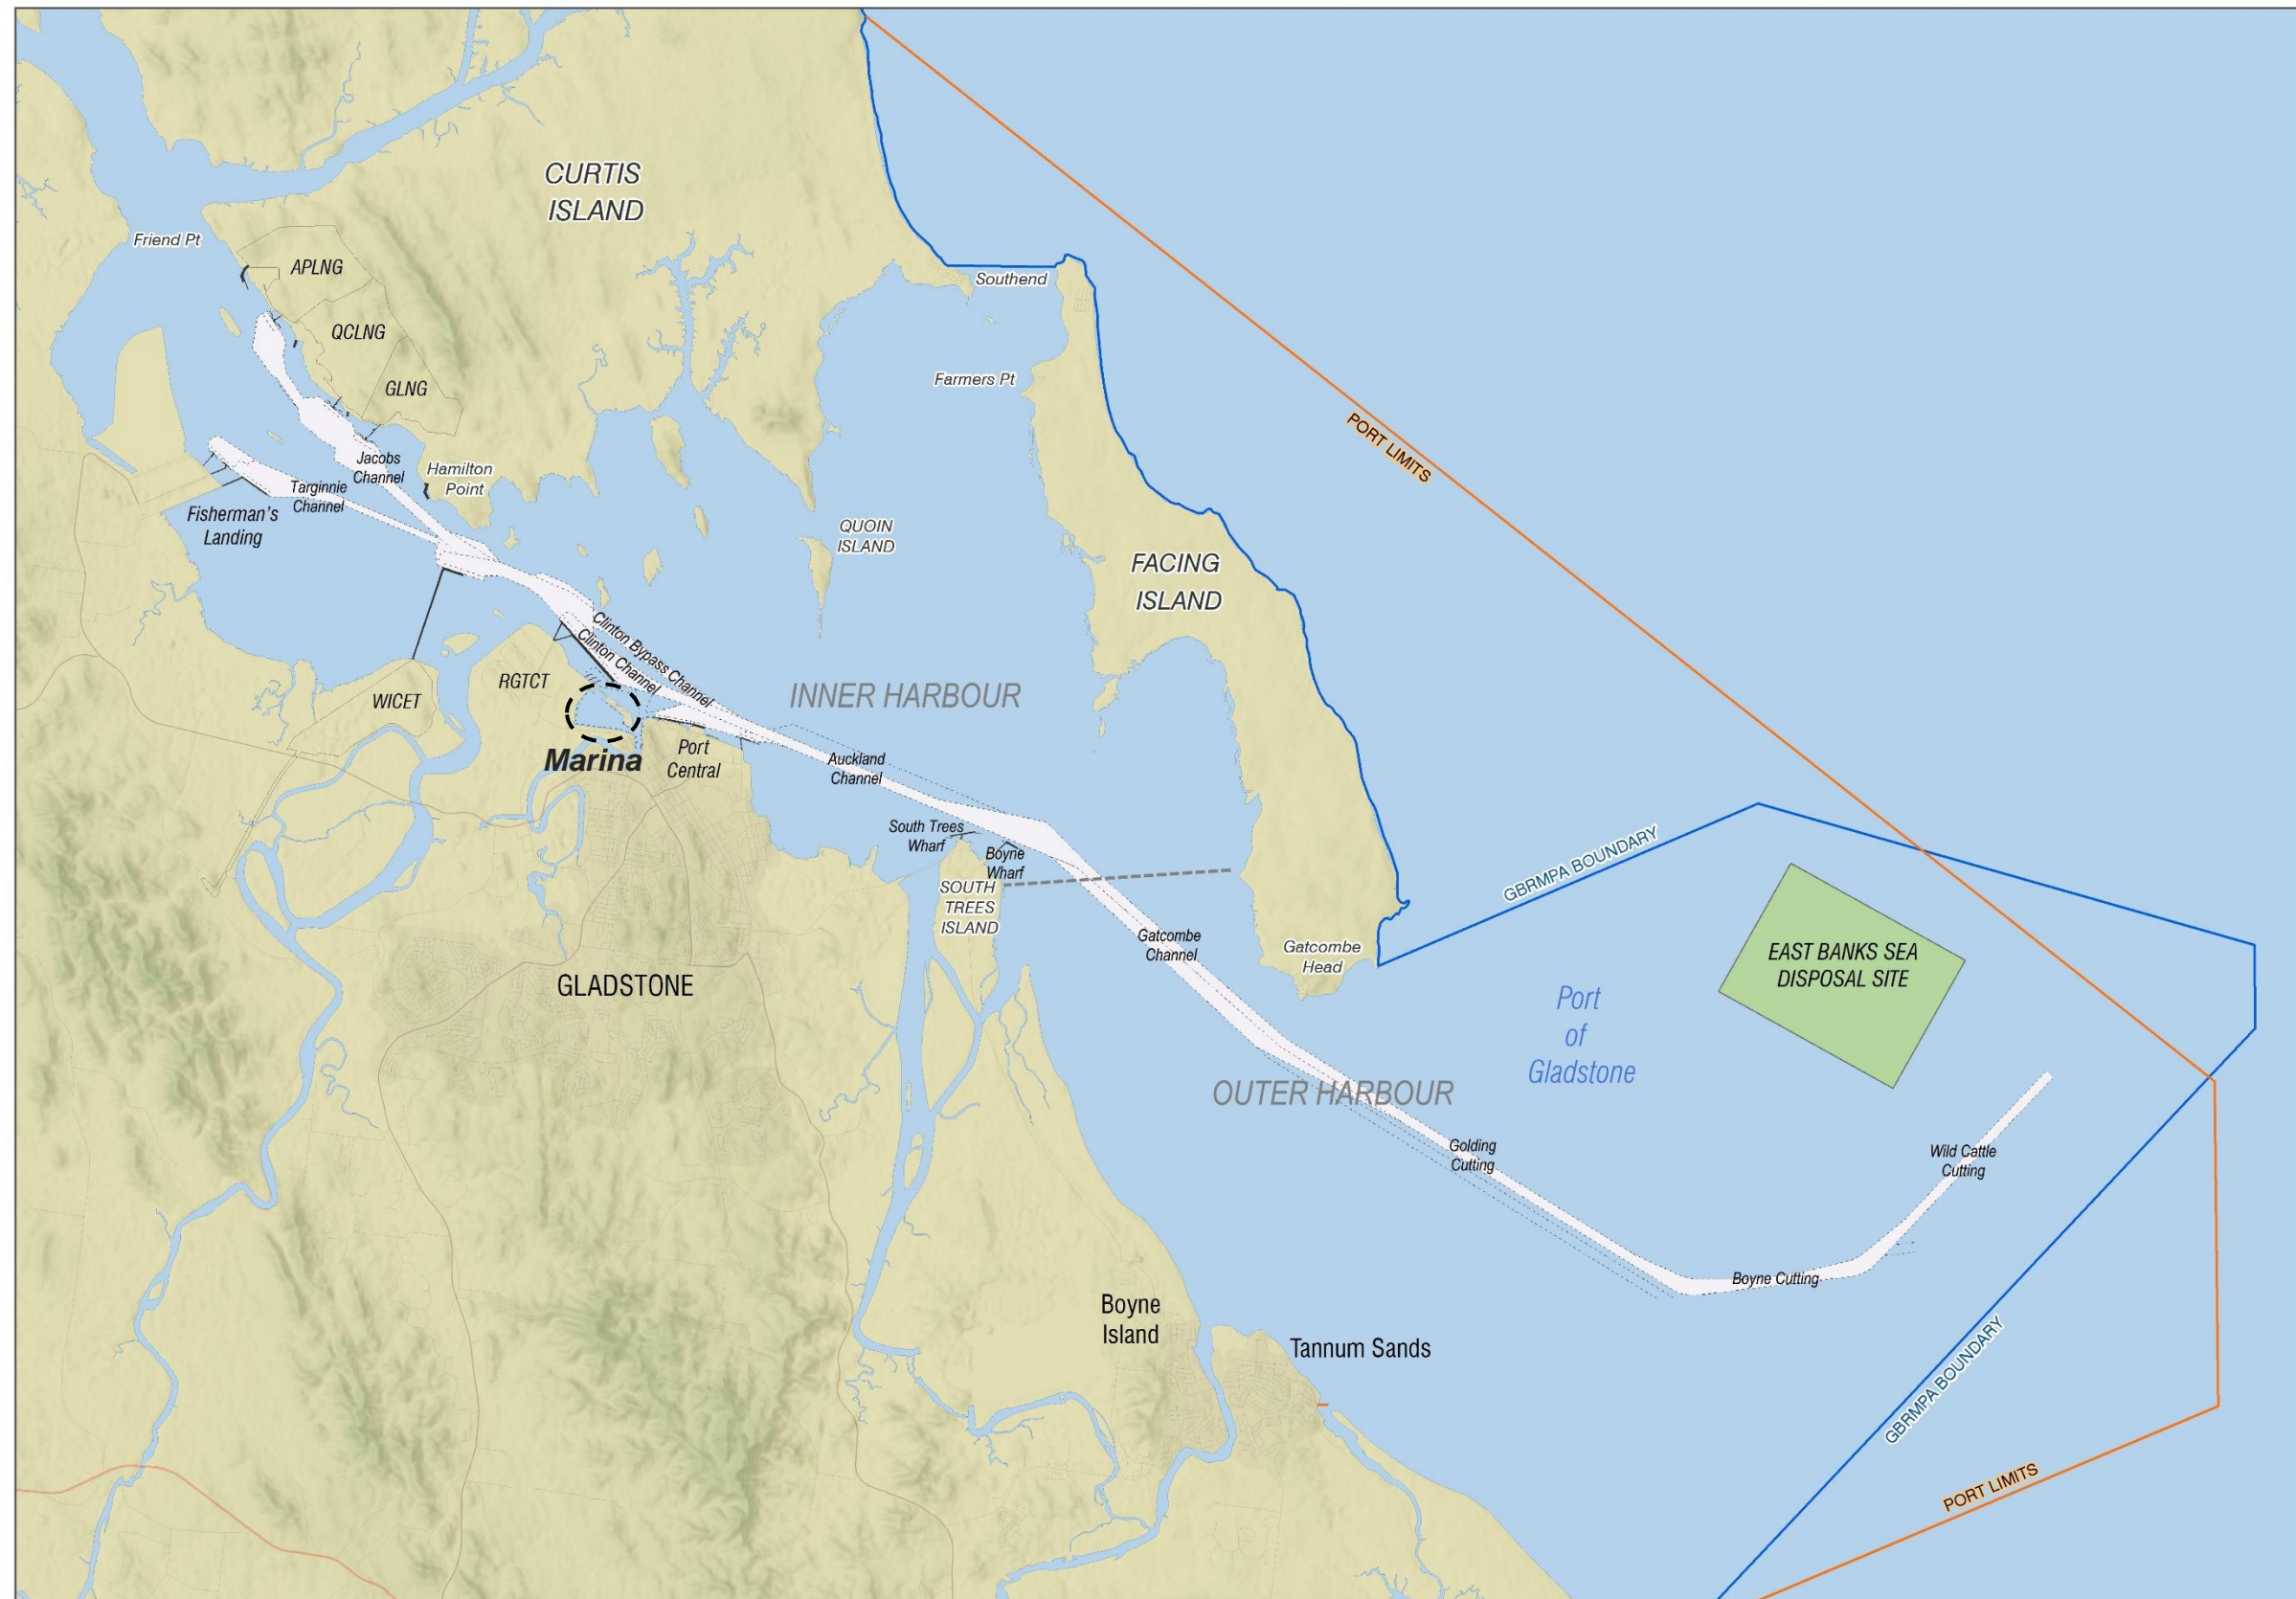 CURTIS
ISLAND
Friend Pt
APLNG
Southend
QCLNG
Farmers Pt
GLNG
PORT LIMITS
Jacobs
Channel
Hamilton
Point
Targinnie
Channel
Fisherman's
Landing
QUOIN
ISLAND
FACING
ISLAND
Clinton Bypass Channel
Clinton Channel
RGTCT
WICET
INNER HARBOUR
Marina
Port
Central
Auckland
Channel
South Trees
Wharf
Boyne
Wharf
GBRMPA BOUNDARY
SOUTH
TREES
ISLAND
Gatcombe
Channel
Gatcombe
Head
EAST BANKS SEA
DISPOSAL SITE
GLADSTONE
Port
of
Gladstone
OUTER HARBOUR
Golding
Cutting
Wild Cattle
Cutting
Boyne Cutting
Boyne
Island
Tannum Sands
GBRMPA BOUNDARY
PORT LIMITS